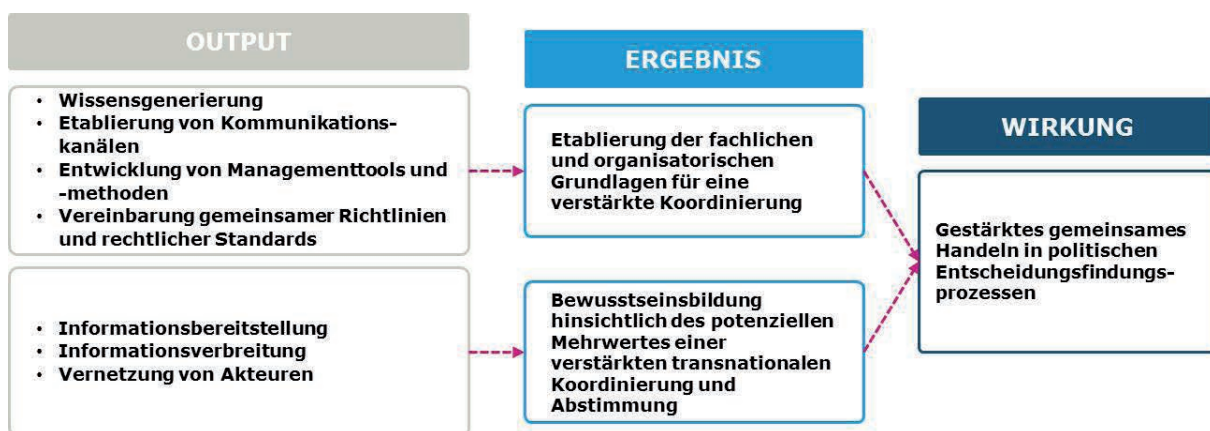 OUTPUT
• Wissensgenerierung
• Etablierung von Kommunikations-
kanälen
• Entwicklung von Managementtools und
-methoden
• Vereinbarung gemeinsamer Richtlinien
und rechtlicher Standards
• Informationsbereitstellung
• Informationsverbreitung
• Vernetzung von Akteuren
ERGEBNIS
Etablierung der fachlichen
und organisatorischen
Grundlagen für eine
verstärkte Koordinierung
Bewusstseinsbildung
hinsichtlich des potenziellen
Mehrwertes einer
verstärkten transnationalen
Koordinierung und
Abstimmung
WIRKUNG
Gestärktes gemeinsames
Handeln in politischen
Entscheidungsfindungs-
prozessen